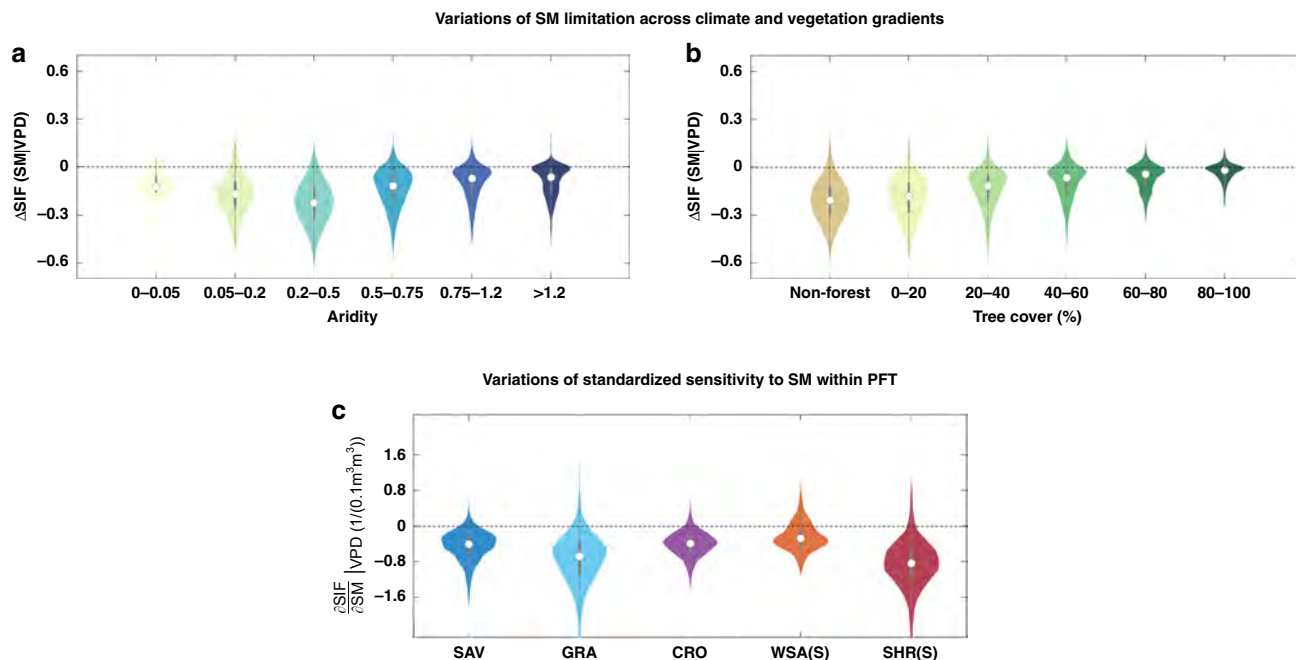 Variations of SM limitation across climate and vegetation gradients
a
ΔSIF (SM|VPD)
0.6
0.3
0
−0.3
−0.6
0–0.05 0.05–0.2 0.2–0.5 0.5–0.75 0.75–1.2 >1.2
Aridity
b
ΔSIF (SM|VPD)
0.6
0.3
0
−0.3
−0.6
Non-forest 0–20 20–40 40–60 60–80 80–100
Tree cover (%)
Variations of standardized sensitivity to SM within PFT
c
∂SIF/∂SM |VPD (1/(0.1m³m³))
1.6
0.8
0
−0.8
−1.6
SAV GRA CRO WSA(S) SHR(S)